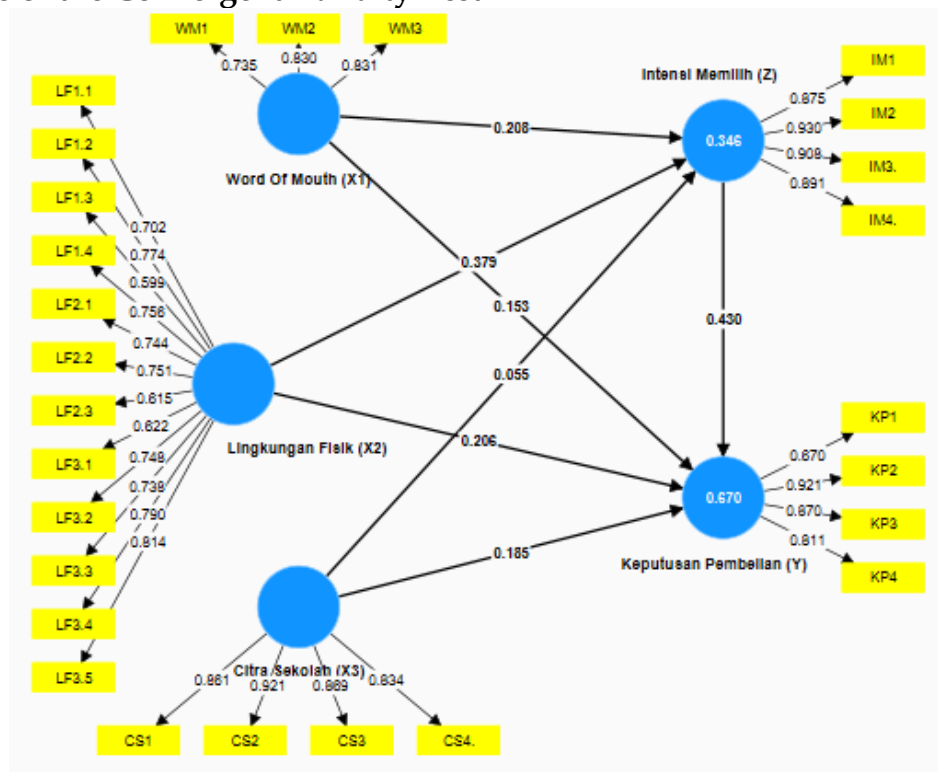 WM1
WM2
WM3
0.735
0.830
0.831
Word Of Mouth (X1)
LF1.1
LF1.2
LF1.3
LF1.4
LF2.1
LF2.2
LF2.3
LF3.1
LF3.2
LF3.3
LF3.4
LF3.5
0.702
0.774
0.599
0.756
0.744
0.751
0.615
0.622
0.748
0.738
0.790
0.814
Lingkungan Fisik (X2)
Citra Sekolah (X3)
0.861
0.921
0.869
0.834
CS1
CS2
CS3
CS4.
0.208
0.379
0.153
0.055
0.206
0.185
0.430
Intensi Memilih (Z)
0.346
0.875
0.930
0.908
0.891
IM1
IM2
IM3.
IM4.
0.670
Keputusan Pembelian (Y)
0.670
0.921
0.870
0.811
KP1
KP2
KP3
KP4